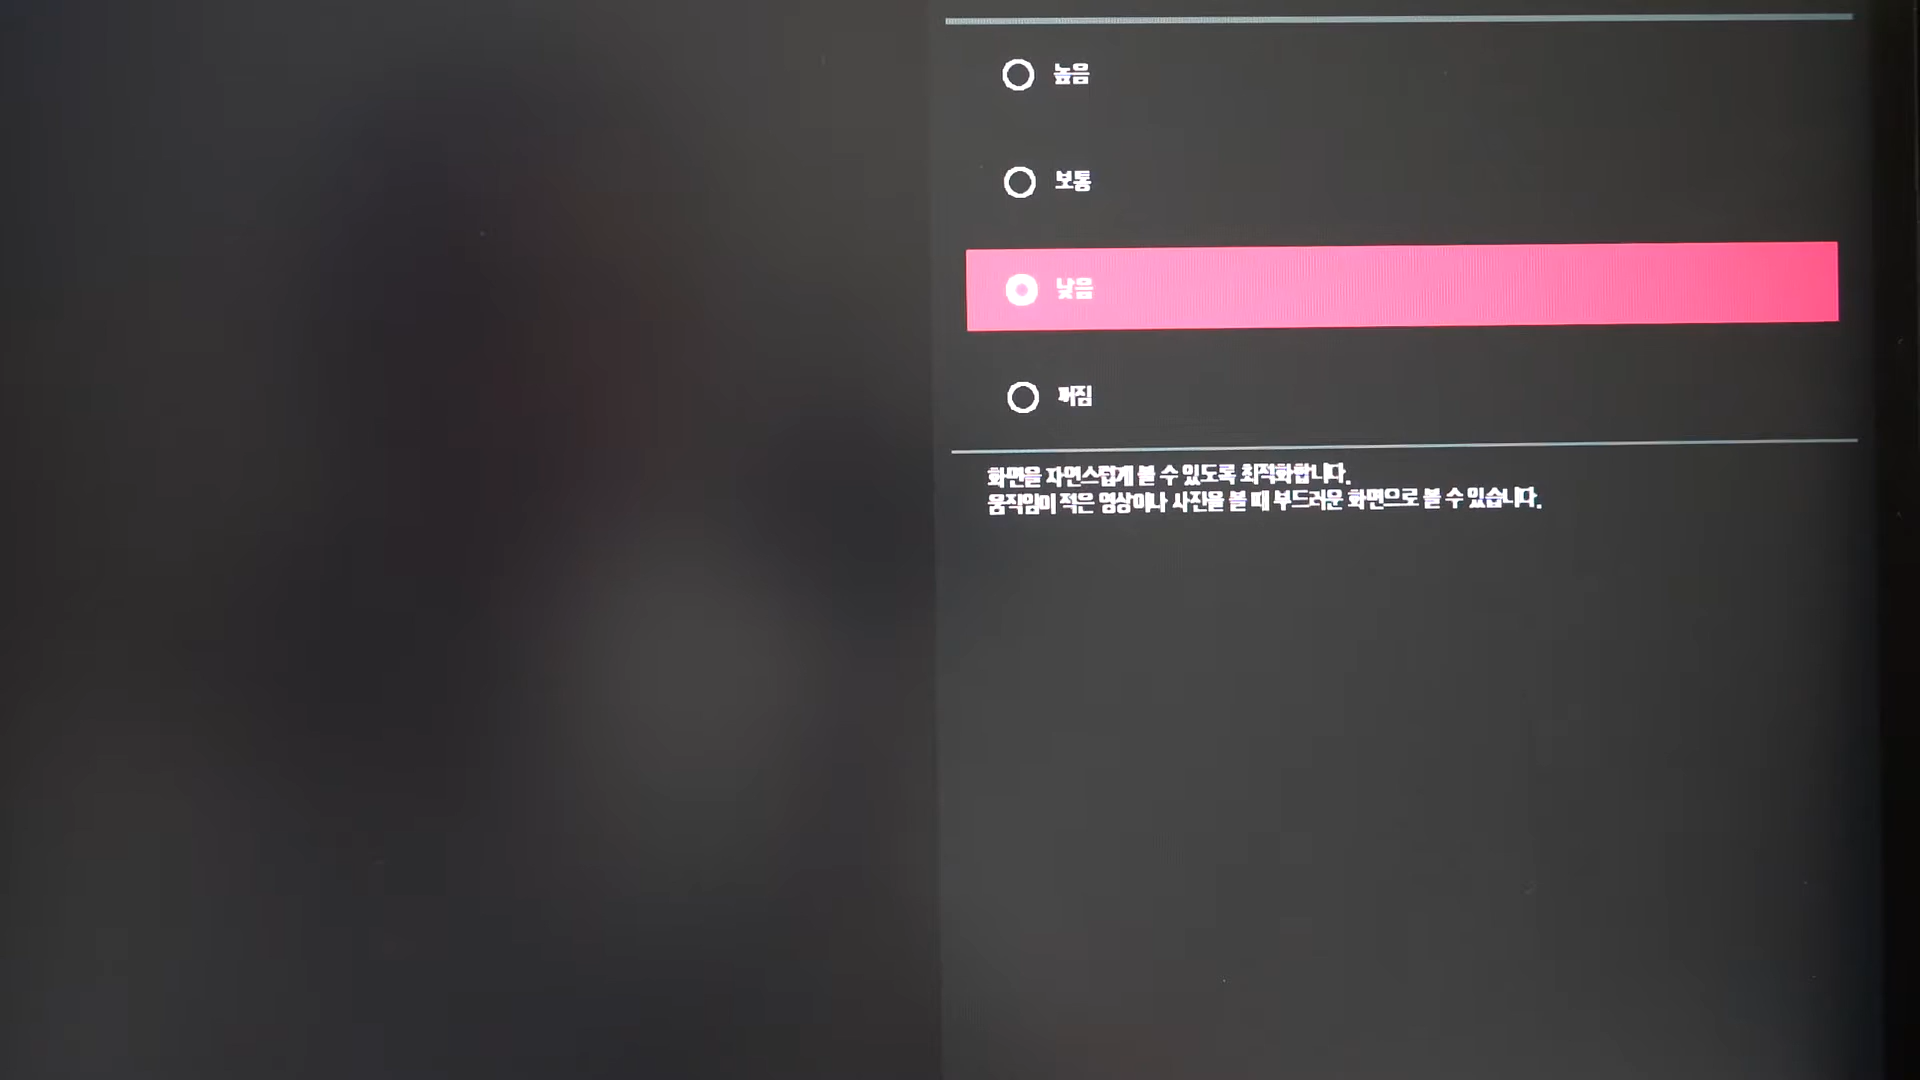 높음
보통
낮음
꺼짐
화면을 자연스럽게 볼 수 있도록 최적화합니다.
움직임이 적은 영상이나 사진을 볼 때 부드러운 화면으로 볼 수 있습니다.